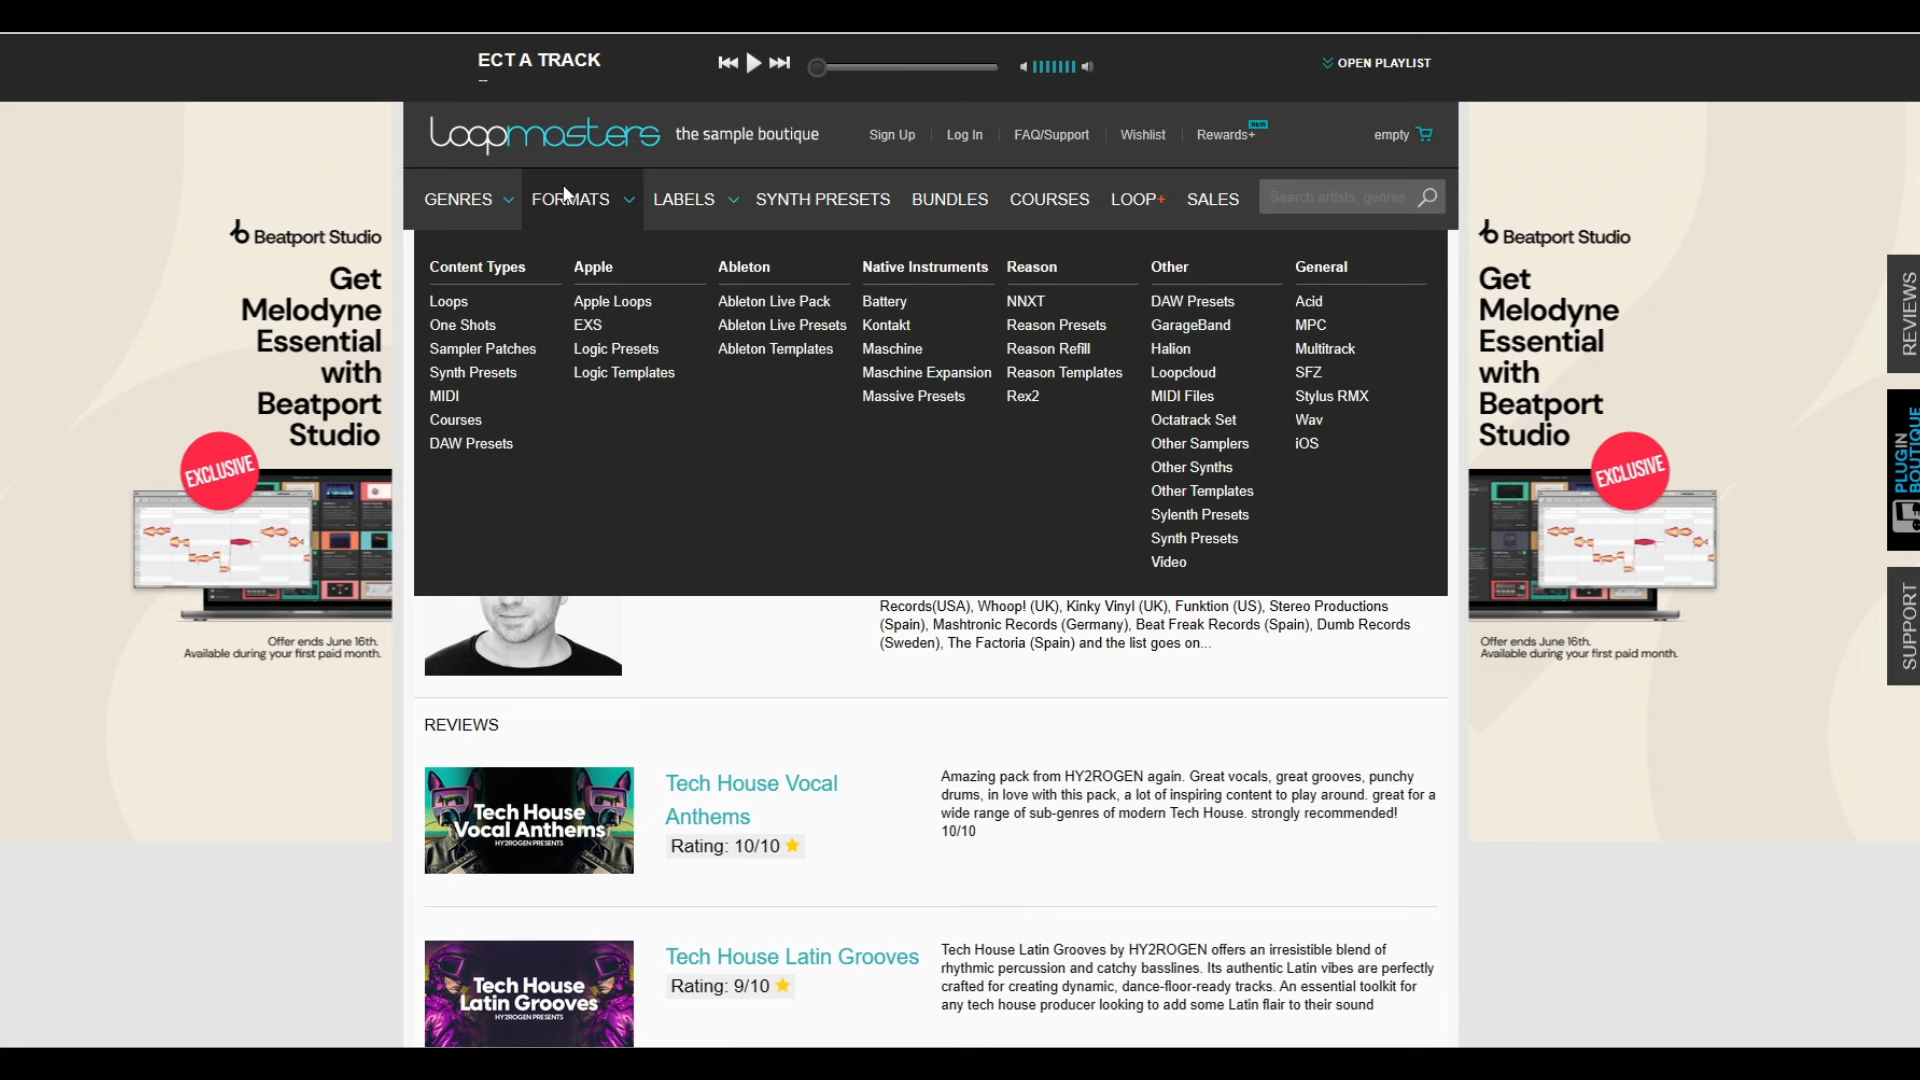 ECT A TRACK
--
OPEN PLAYLIST
loopmasters the sample boutique
Sign Up
Log In
FAQ/Support
Wishlist
Rewards+
NEW
empty
GENRES
FORMATS
LABELS
SYNTH PRESETS
BUNDLES
COURSES
LOOP+
SALES
Search artists, genres
Content Types
Loops
One Shots
Sampler Patches
Synth Presets
MIDI
Courses
DAW Presets
Apple
Apple Loops
EXS
Logic Presets
Logic Templates
Ableton
Ableton Live Pack
Ableton Live Presets
Ableton Templates
Native Instruments
Battery
Kontakt
Maschine
Maschine Expansion
Massive Presets
Reason
NNXT
Reason Presets
Reason Refill
Reason Templates
Rex2
Other
DAW Presets
GarageBand
Halion
Loopcloud
MIDI Files
Octatrack Set
Other Samplers
Other Synths
Other Templates
Sylenth Presets
Synth Presets
Video
General
Acid
MPC
Multitrack
SFZ
Stylus RMX
Wav
iOS
Beatport Studio
Get
Melodyne
Essential
with
Beatport
Studio
EXCLUSIVE
Offer ends June 16th.
Available during your first paid month.
Beatport Studio
Get
Melodyne
Essential
with
Beatport
Studio
EXCLUSIVE
Offer ends June 16th.
Available during your first paid month.
REVIEWS
PLUGIN
BOUTIQUE
SUPPORT
Records(USA), Whoop! (UK), Kinky Vinyl (UK), Funktion (US), Stereo Productions
(Spain), Mashtronic Records (Germany), Beat Freak Records (Spain), Dumb Records
(Sweden), The Factoria (Spain) and the list goes on...
REVIEWS
Tech House
Vocal Anthems
HY2ROGEN PRESENTS
Tech House Vocal
Anthems
Rating: 10/10
Amazing pack from HY2ROGEN again. Great vocals, great grooves, punchy
drums, in love with this pack, a lot of inspiring content to play around. great for a
wide range of sub-genres of modern Tech House. strongly recommended!
10/10
Tech House
Latin Grooves
HY2ROGEN PRESENTS
Tech House Latin Grooves
Rating: 9/10
Tech House Latin Grooves by HY2ROGEN offers an irresistible blend of
rhythmic percussion and catchy basslines. Its authentic Latin vibes are perfectly
crafted for creating dynamic, dance-floor-ready tracks. An essential toolkit for
any tech house producer looking to add some Latin flair to their sound